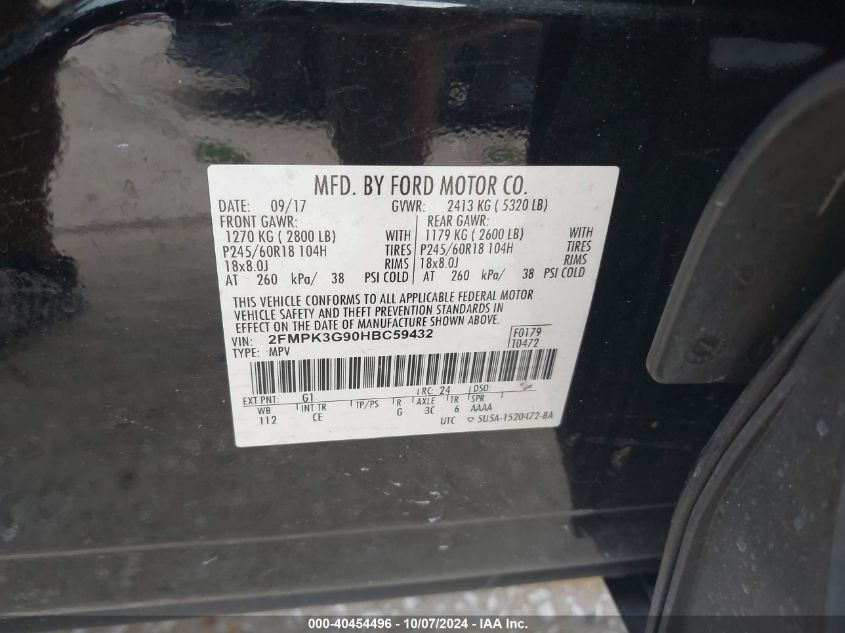 MFD. BY FORD MOTOR CO.
DATE: 09/17 GVWR: 2413 KG ( 5320 LB)
FRONT GAWR: REAR GAWR:
1270 KG ( 2800 LB) WITH 1179 KG ( 2600 LB) WITH
P245/60R18 104H TIRES P245/60R18 104H TIRES
18x8.0J RIMS 18x8.0J RIMS
AT 260 kPa/ 38 PSI COLD AT 260 kPa/ 38 PSI COLD
THIS VEHICLE CONFORMS TO ALL APPLICABLE FEDERAL MOTOR
VEHICLE SAFETY AND THEFT PREVENTION STANDARDS IN
EFFECT ON THE DATE OF MANUFACTURE SHOWN ABOVE.
VIN: 2FMPK3G90HBC59432 F0179
TYPE: MPV T0472
EXT PNT: G1 RC: 24 DSO:
WB INT TR TP/PS R AXLE TR SPR
112 CE G 3C 6 AAAA
UTC ▽ 5U5A-1520472-BA
000-40454496 - 10/07/2024 - IAA Inc.